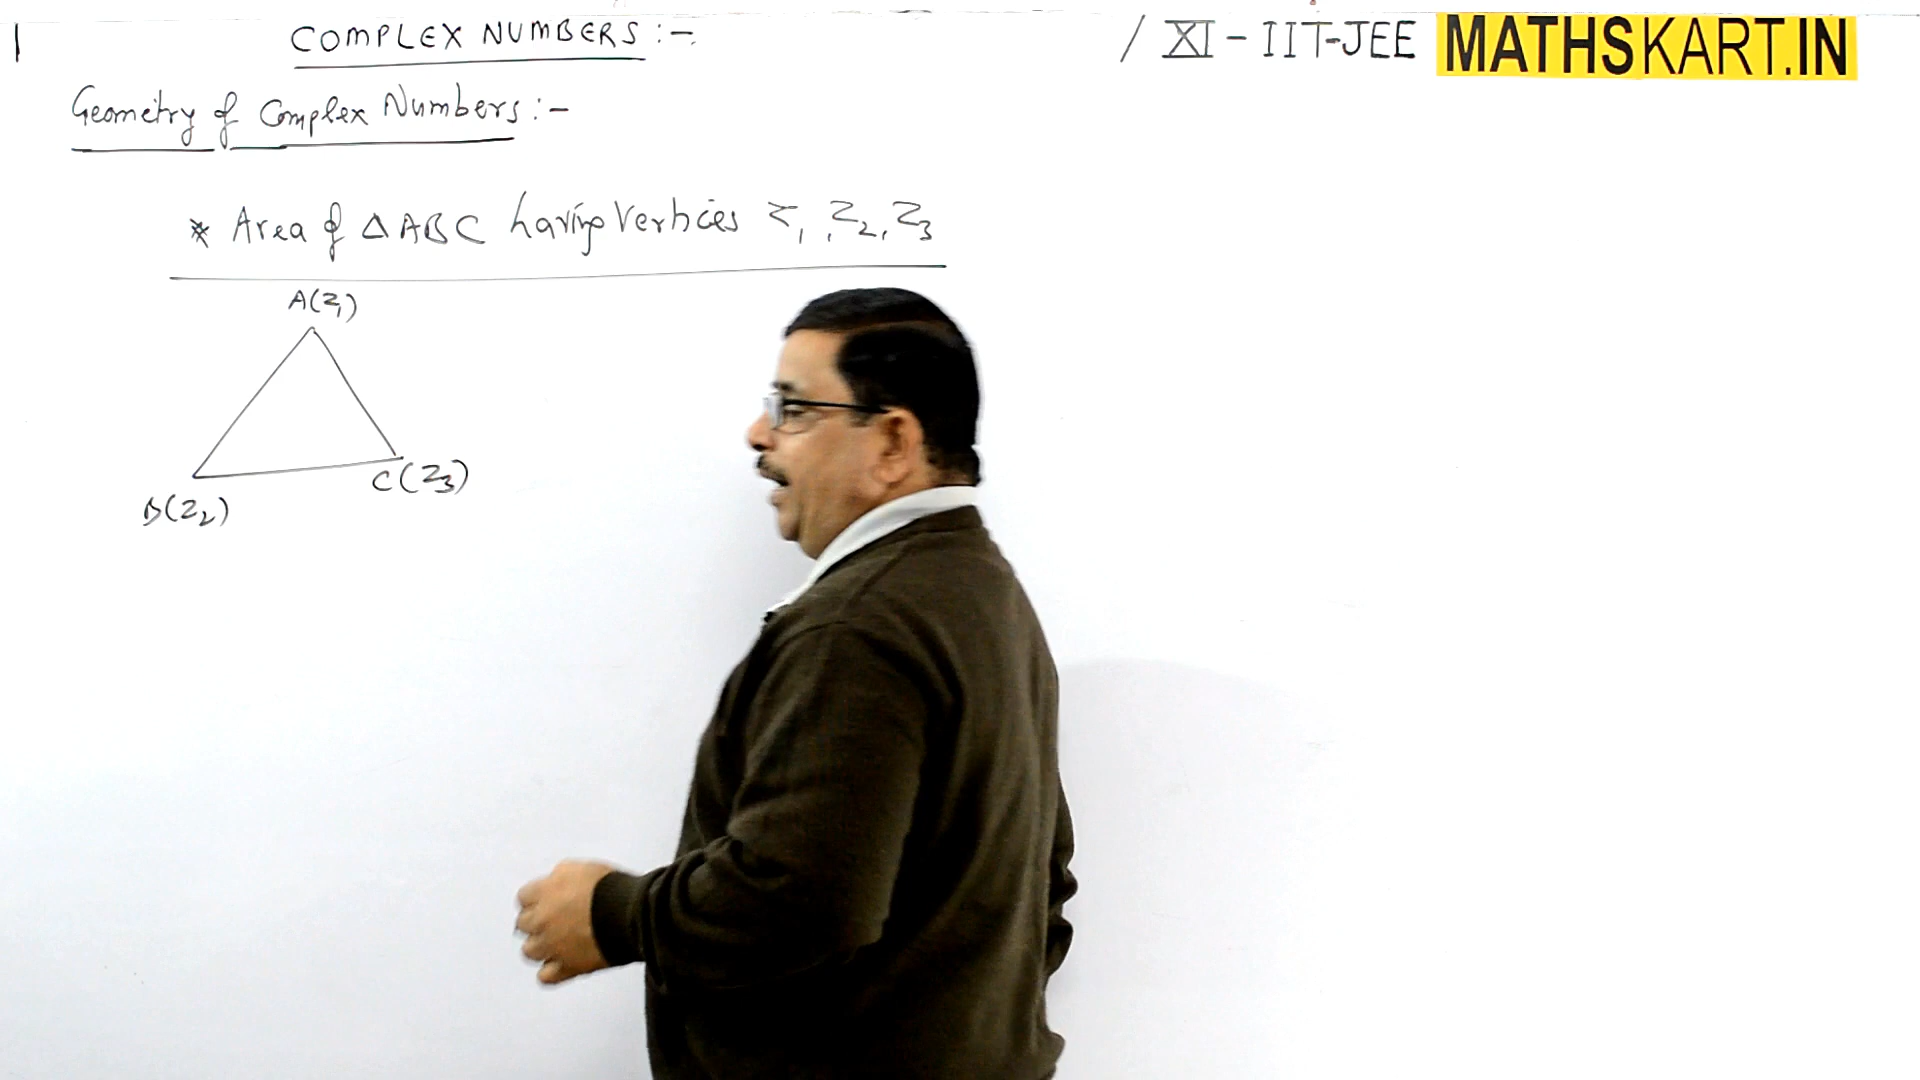 COMPLEX NUMBERS :-
/ XI - IIT-JEE MATHSKART.IN
Geometry of Complex Numbers :-
* Area of △ ABC having Vertices Z₁, Z₂, Z₃
A(Z₁)
C(Z₃)
B(Z₂)